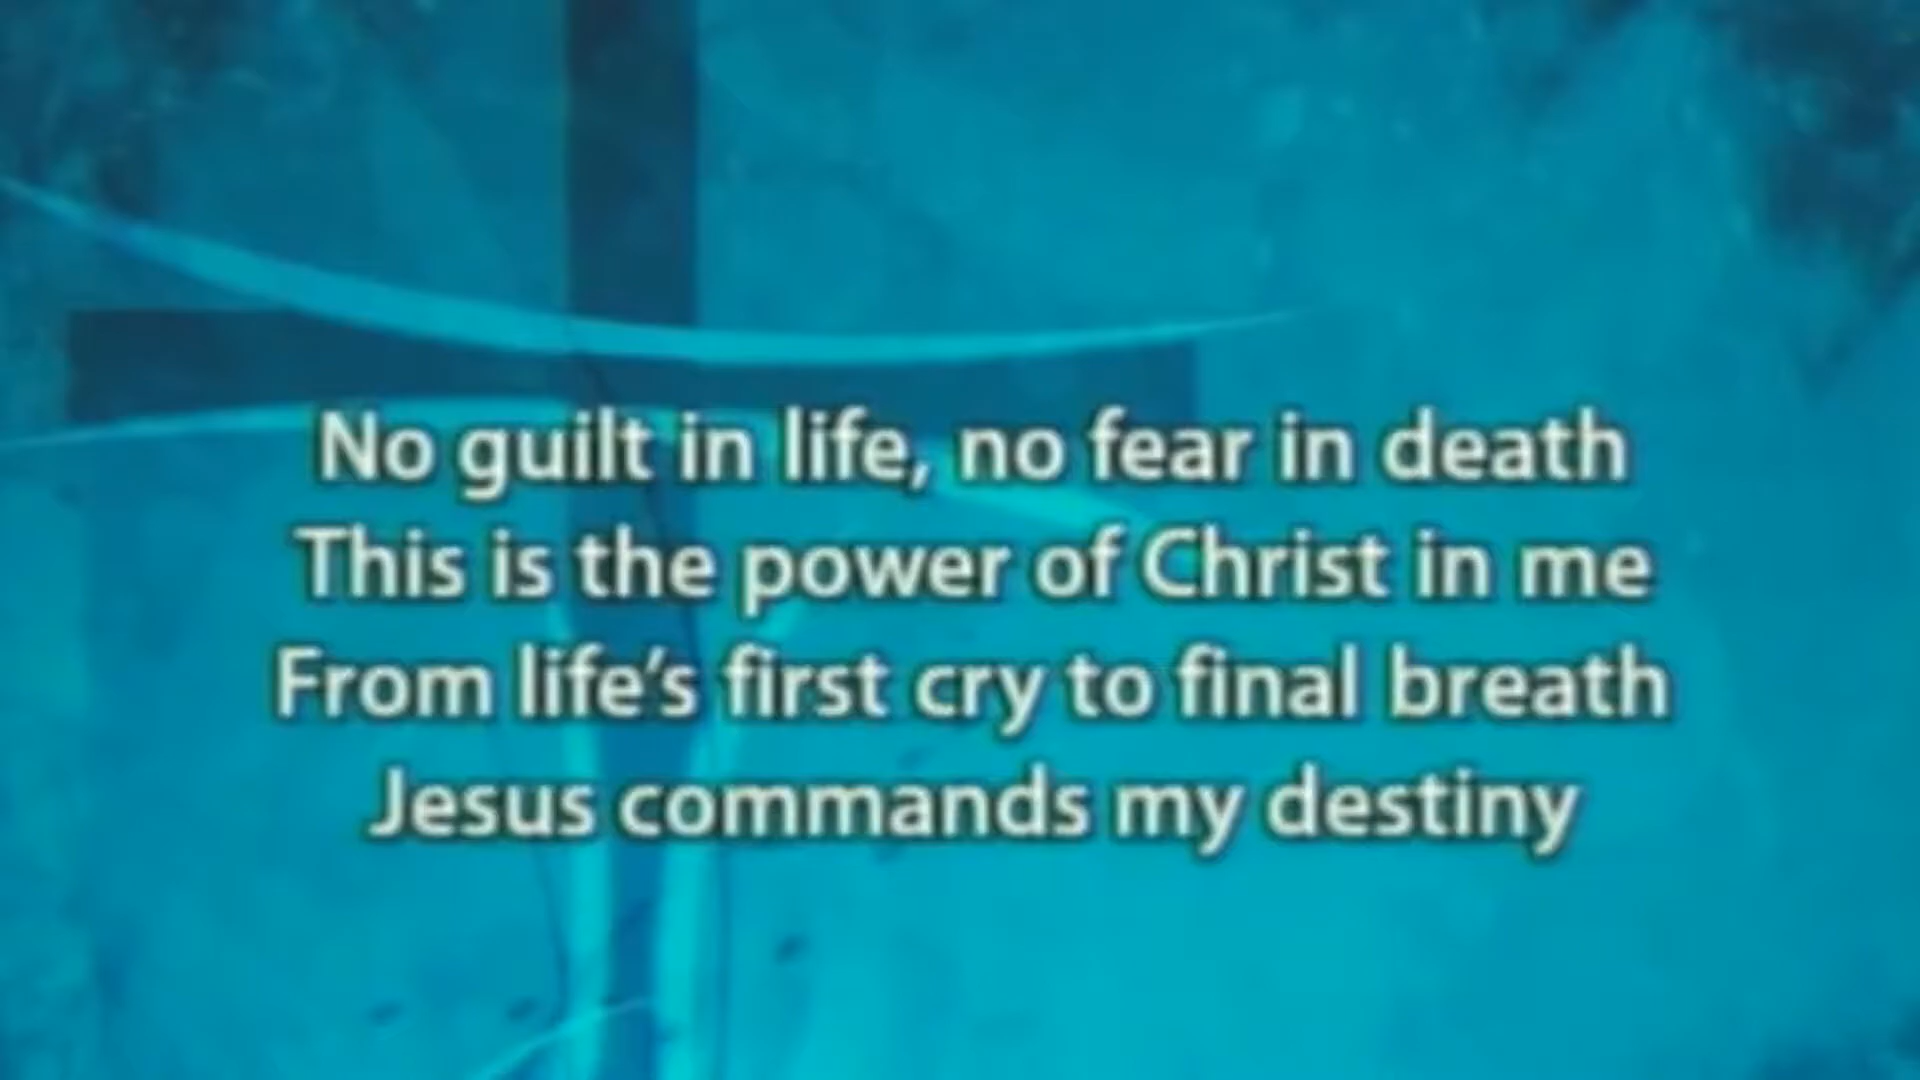 No guilt in life, no fear in death
This is the power of Christ in me
From life’s first cry to final breath
Jesus commands my destiny